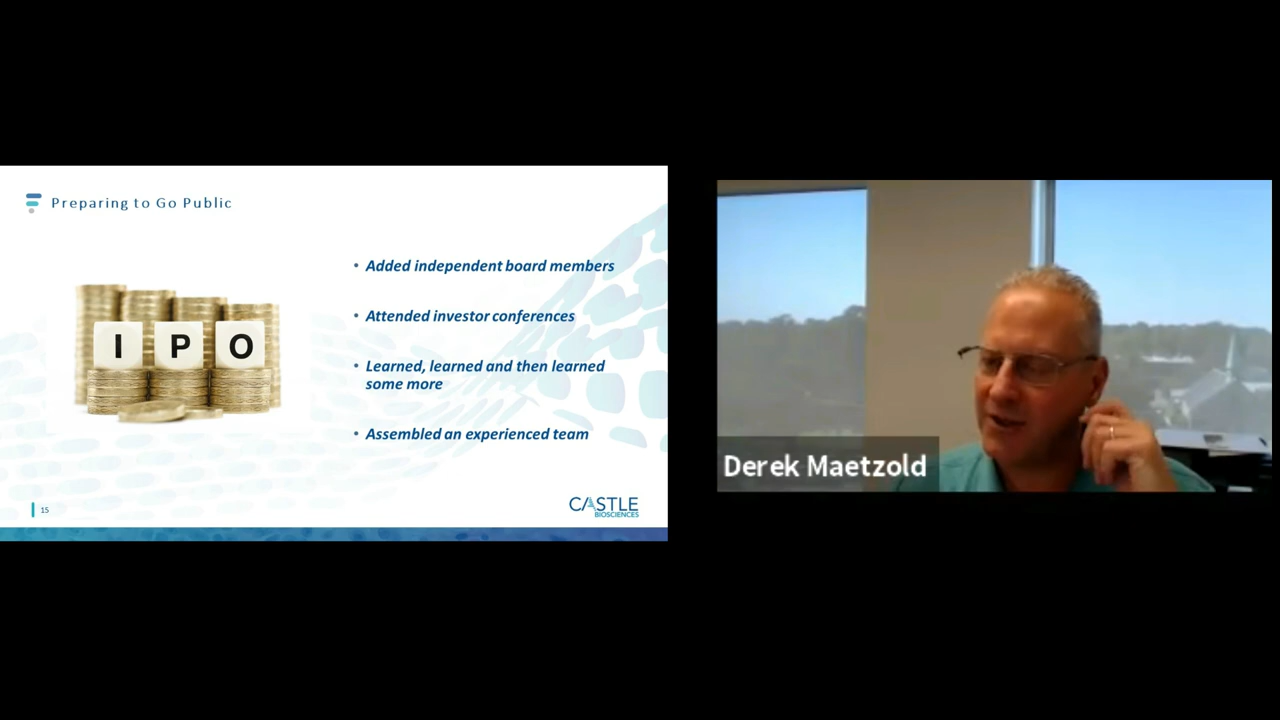 Preparing to Go Public
I P O
• Added independent board members
• Attended investor conferences
• Learned, learned and then learned
some more
• Assembled an experienced team
15
CASTLE
BIOSCIENCES
Derek Maetzold